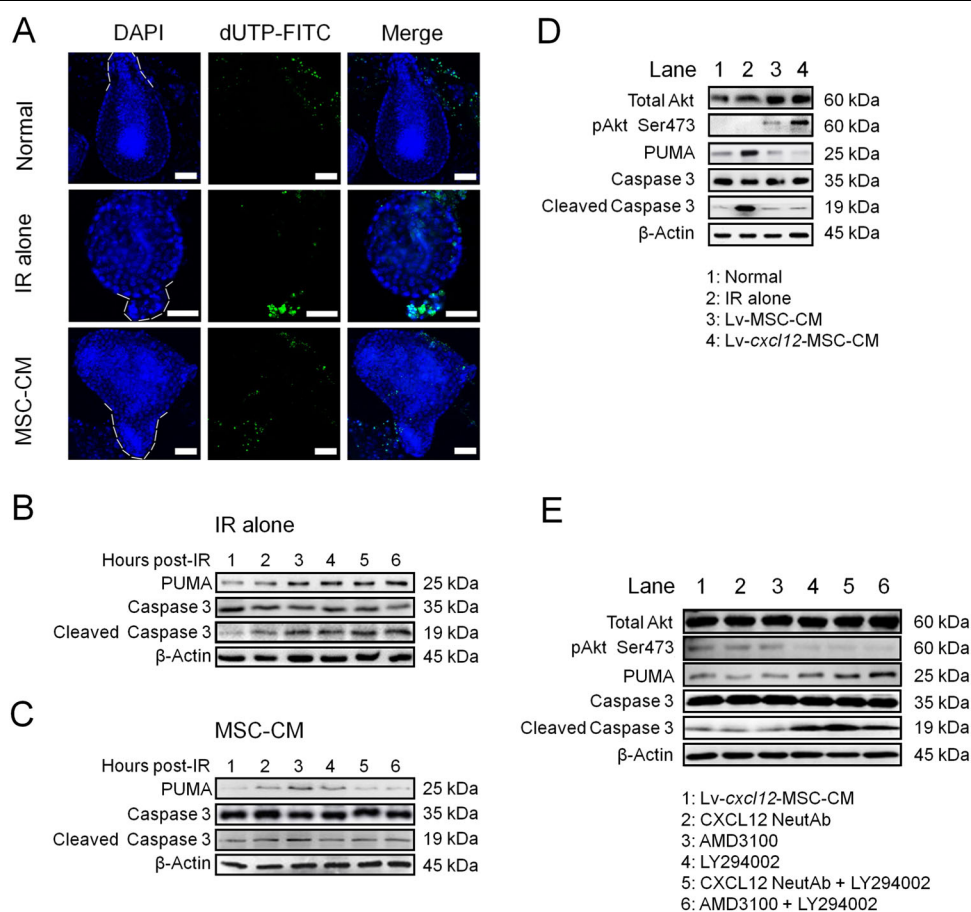 A
DAPI dUTP-FITC Merge
Normal
IR alone
MSC-CM
B
IR alone
Hours post-IR 1 2 3 4 5 6
PUMA 25 kDa
Caspase 3 35 kDa
Cleaved Caspase 3 19 kDa
β-Actin 45 kDa
C
MSC-CM
Hours post-IR 1 2 3 4 5 6
PUMA 25 kDa
Caspase 3 35 kDa
Cleaved Caspase 3 19 kDa
β-Actin 45 kDa
D
Lane 1 2 3 4
Total Akt 60 kDa
pAkt Ser473 60 kDa
PUMA 25 kDa
Caspase 3 35 kDa
Cleaved Caspase 3 19 kDa
β-Actin 45 kDa
1: Normal
2: IR alone
3: Lv-MSC-CM
4: Lv-cxcl12-MSC-CM
E
Lane 1 2 3 4 5 6
Total Akt 60 kDa
pAkt Ser473 60 kDa
PUMA 25 kDa
Caspase 3 35 kDa
Cleaved Caspase 3 19 kDa
β-Actin 45 kDa
1: Lv-cxcl12-MSC-CM
2: CXCL12 NeutAb
3: AMD3100
4: LY294002
5: CXCL12 NeutAb + LY294002
6: AMD3100 + LY294002